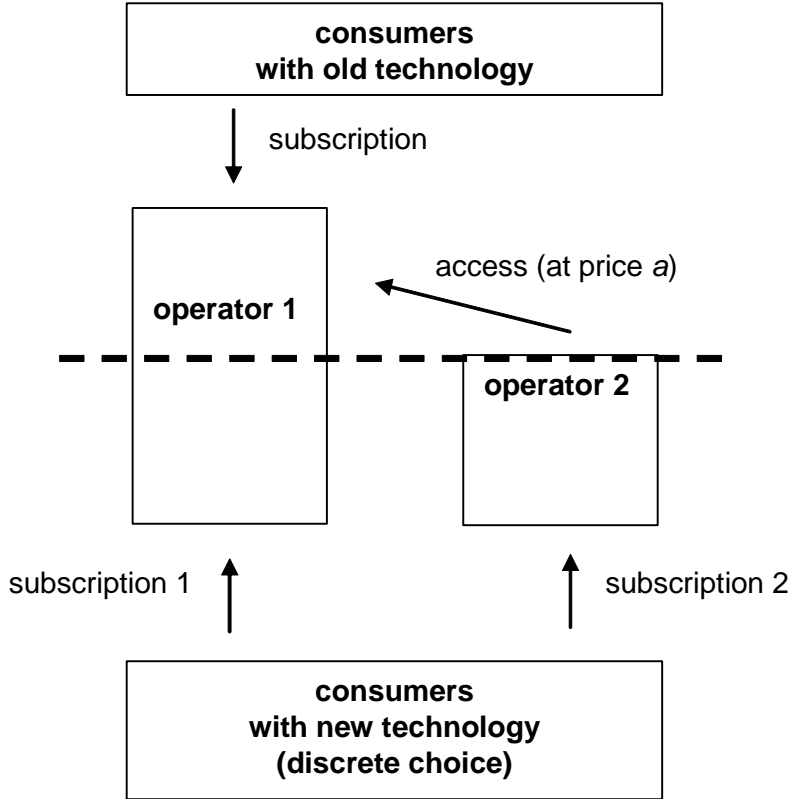 consumers
with old technology
subscription
access (at price a)
operator 1
operator 2
subscription 1
subscription 2
consumers
with new technology
(discrete choice)